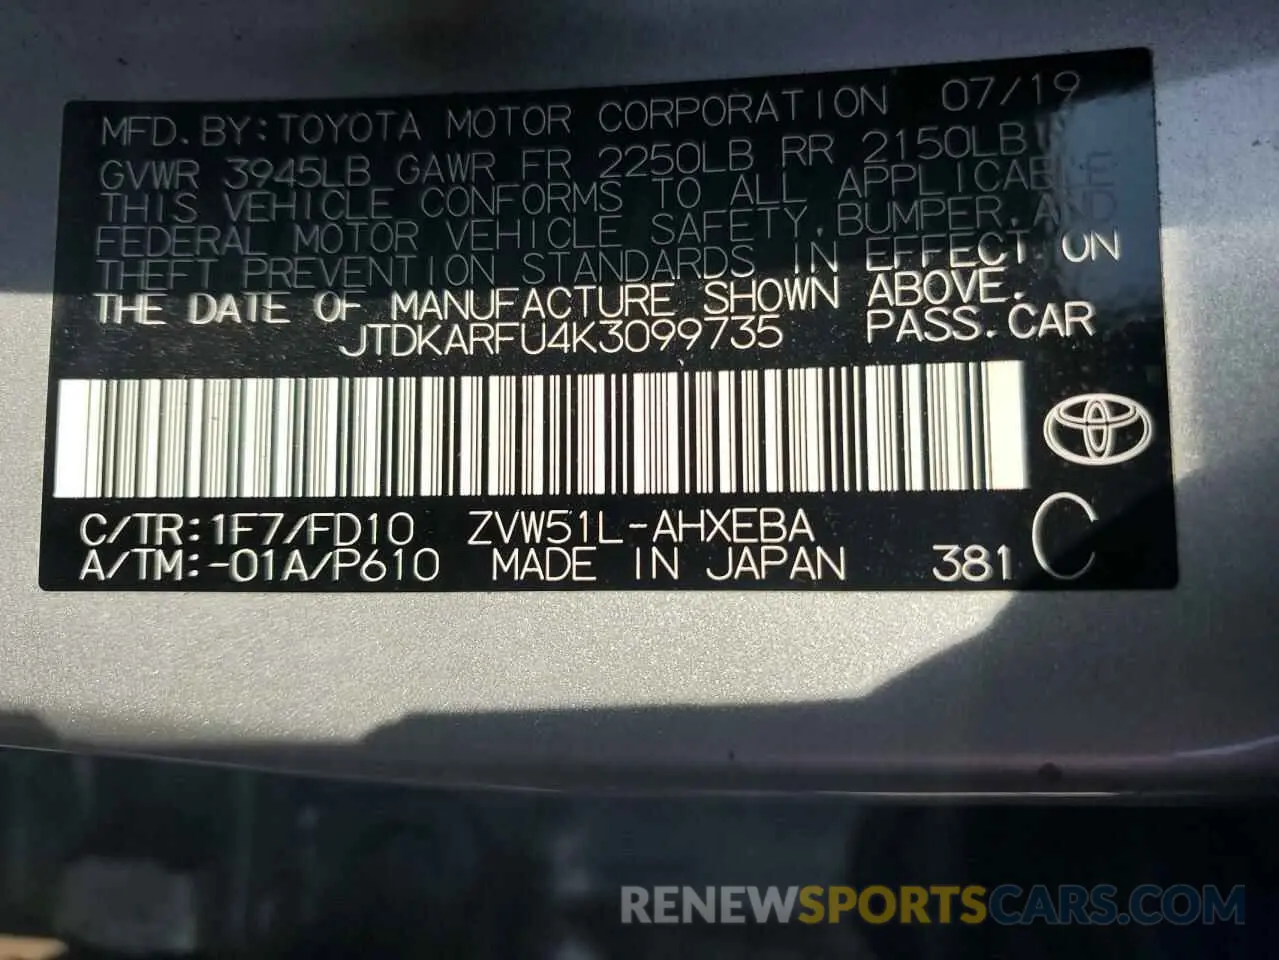 MFD. BY: TOYOTA MOTOR CORPORATION 07/19
GVWR 3945LB GAWR FR 2250LB RR 2150LB
THIS VEHICLE CONFORMS TO ALL APPLICABLE
FEDERAL MOTOR VEHICLE SAFETY, BUMPER, AND
THEFT PREVENTION STANDARDS IN EFFECT ON
THE DATE OF MANUFACTURE SHOWN ABOVE.
JTDKARFU4K3099735 PASS. CAR
C/TR: 1F7/FD10 ZVW51L-AHXEBA C
A/TM: -01A/P610 MADE IN JAPAN 381
RENEWSPORTSCARS.COM